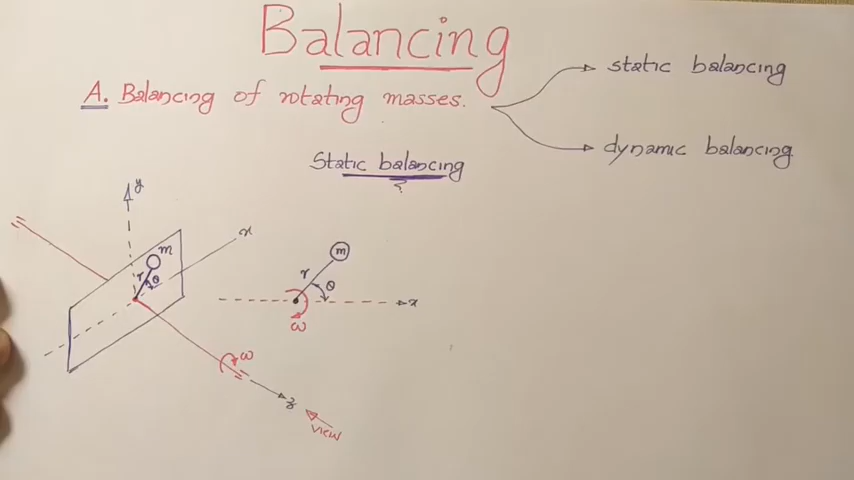 Balancing
A. Balancing of rotating masses.
static balancing
dynamic balancing
Static balancing
?
y
x
m
r
θ
m
r
θ
x
ω
ω
z
view